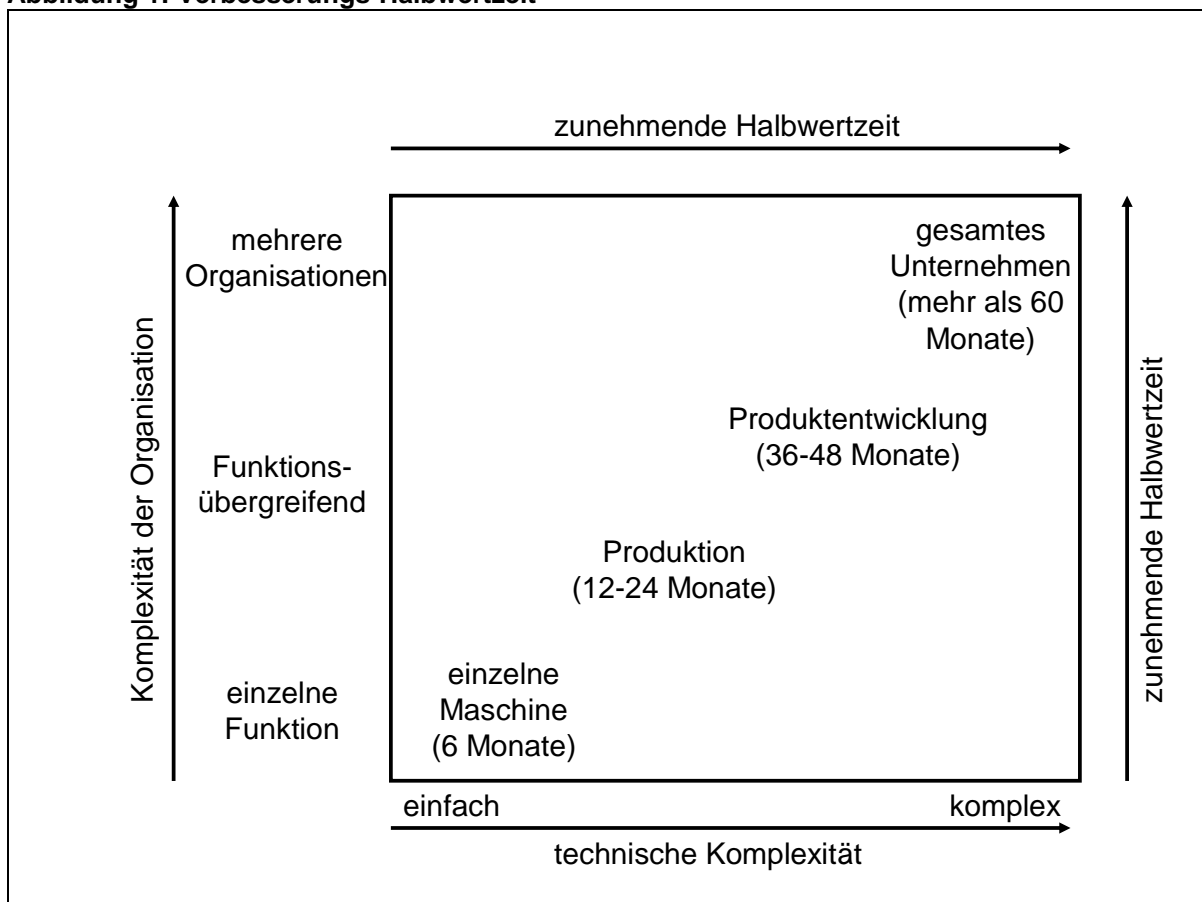 Abbildung 1: Verbesserungs-Halbwertzeit
zunehmende Halbwertzeit
mehrere
Organisationen
gesamtes
Unternehmen
(mehr als 60
Monate)
Komplexität der Organisation
zunehmende Halbwertzeit
Produktentwicklung
(36-48 Monate)
Funktions-
übergreifend
Produktion
(12-24 Monate)
einzelne
Funktion
einzelne
Maschine
(6 Monate)
einfach
komplex
technische Komplexität